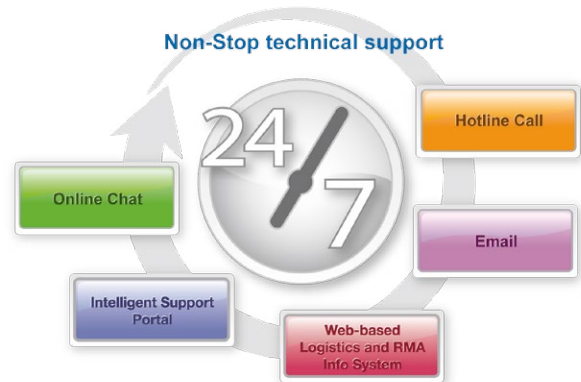 Non-Stop technical support
24
7
Hotline Call
Email
Web-based
Logistics and RMA
Info System
Intelligent Support
Portal
Online Chat